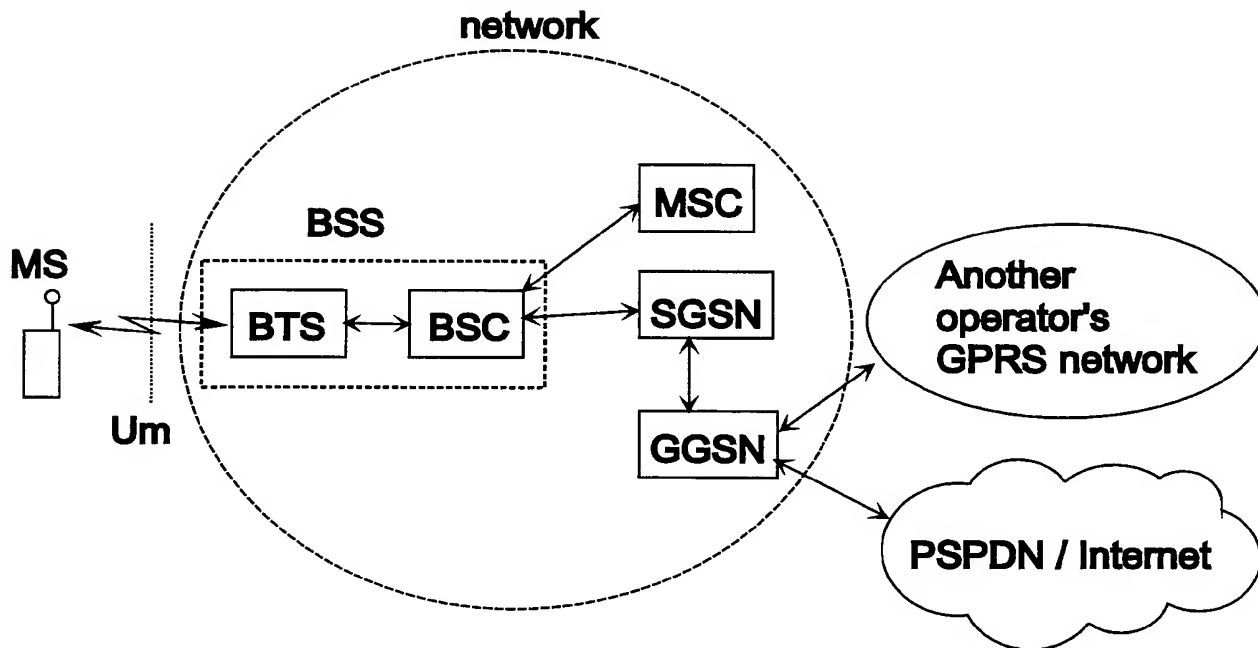 network
MSC
BSS
MS
BTS
BSC
SGSN
Another
operator's
GPRS network
Um
GGSN
PSPDN / Internet